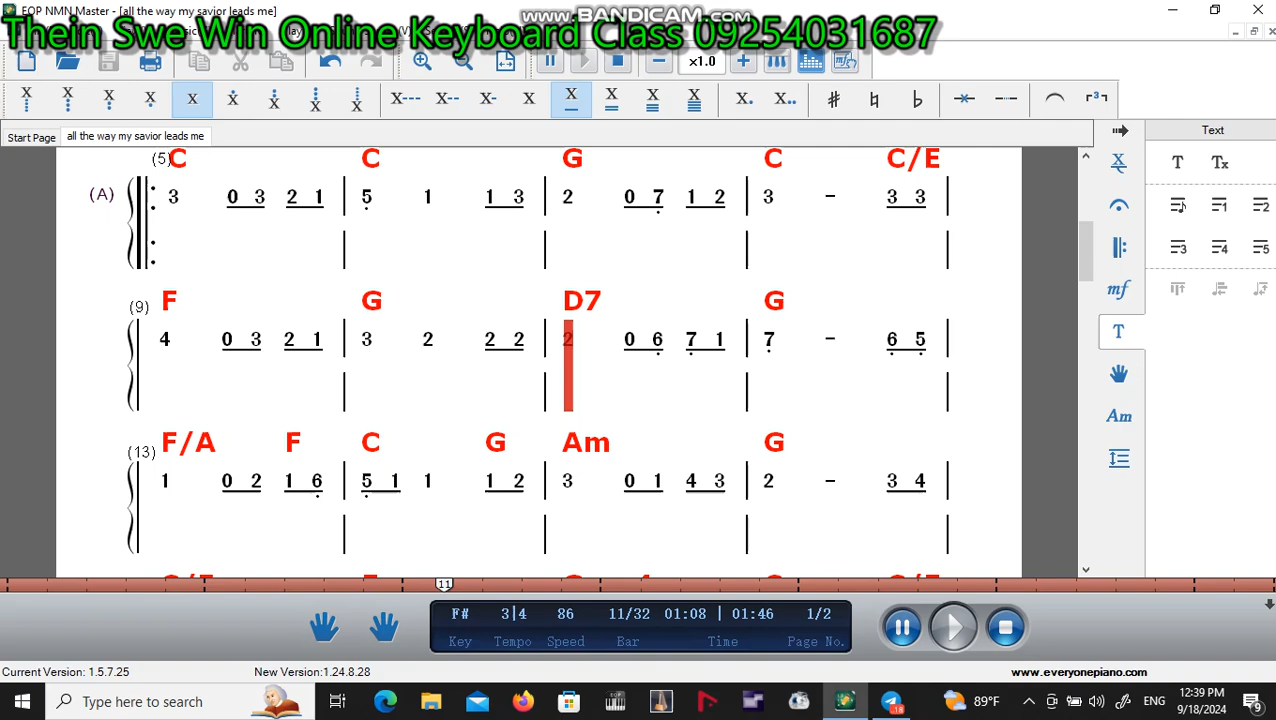 EOP NMN Master - [all the way my savior leads me]
www.BANDICAM.com
Thein Swe Win Online Keyboard Class 09254031687
×1.0
X X X X X X X X X X--- X-- X- X X X X X X. X.. ♯ ♮ ♭
Start Page all the way my savior leads me
Text
T Tx
(5) C C G C C/E
(A) 3 0 3 2 1 5 1 1 3 2 0 7 1 2 3 - 3 3
(9) F G D7 G
4 0 3 2 1 3 2 2 2 2 0 6 7 1 7 - 6 5
(13) F/A F C G Am G
1 0 2 1 6 5 1 1 1 2 3 0 1 4 3 2 - 3 4
X
mf
T
Am
11
F# 3|4 86 11/32 01:08 | 01:46 1/2
Key Tempo Speed Bar Time Page No.
Current Version: 1.5.7.25 New Version:1.24.8.28 www.everyonepiano.com
Type here to search
18
89°F
ENG
12:39 PM
9/18/2024
9